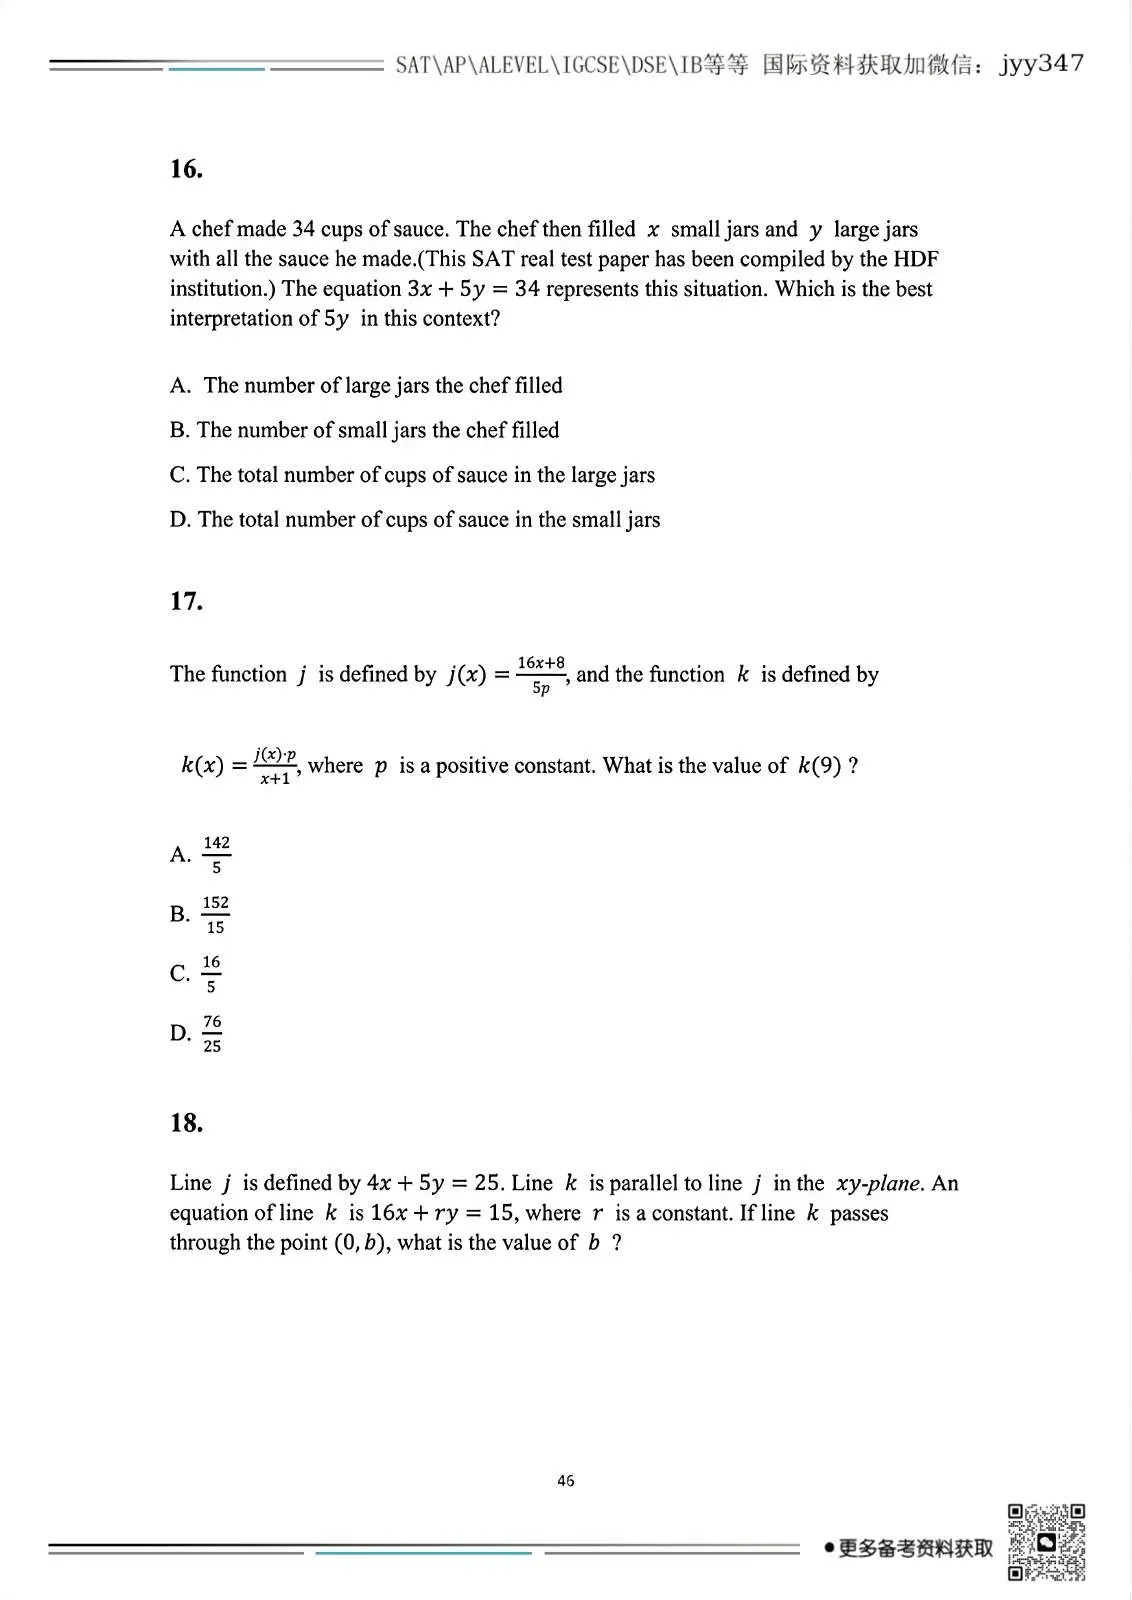 SAT\AP\ALEVEL\IGCSE\DSE\IB等等 国际资料获取加微信：jyy347
16.
A chef made 34 cups of sauce. The chef then filled x small jars and y large jars
with all the sauce he made.(This SAT real test paper has been compiled by the HDF
institution.) The equation 3x + 5y = 34 represents this situation. Which is the best
interpretation of 5y in this context?
A. The number of large jars the chef filled
B. The number of small jars the chef filled
C. The total number of cups of sauce in the large jars
D. The total number of cups of sauce in the small jars
17.
The function j is defined by j(x) = \frac{16x+8}{5p}, and the function k is defined by
k(x) = \frac{j(x)·p}{x+1}, where p is a positive constant. What is the value of k(9) ?
A. \frac{142}{5}
B. \frac{152}{15}
C. \frac{16}{5}
D. \frac{76}{25}
18.
Line j is defined by 4x + 5y = 25. Line k is parallel to line j in the xy-plane. An
equation of line k is 16x + ry = 15, where r is a constant. If line k passes
through the point (0, b), what is the value of b ?
46
●更多备考资料获取